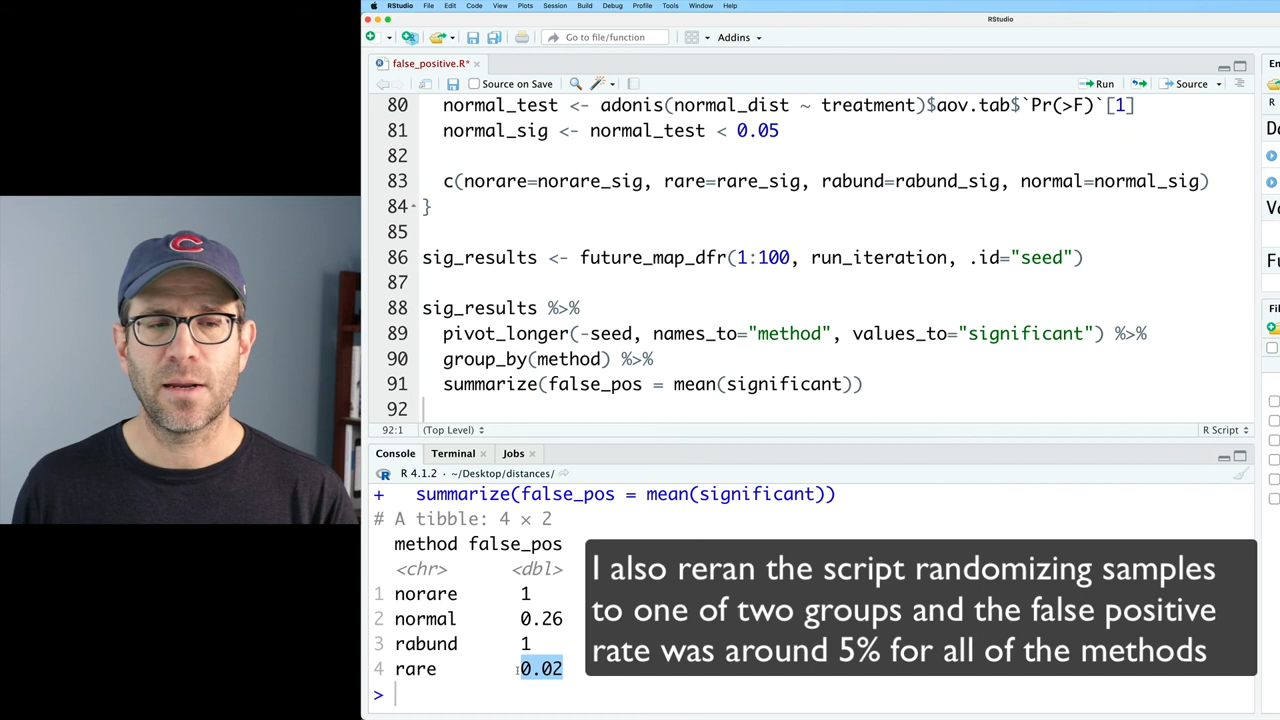 RStudio File Edit Code View Plots Session Build Debug Profile Tools Window Help
RStudio
Go to file/function Addins
false_positive.R*
Source on Save Run Source
80 normal_test <- adonis(normal_dist ~ treatment)$aov.tab$`Pr(>F)`[1]
81 normal_sig <- normal_test < 0.05
82
83 c(norare=norare_sig, rare=rare_sig, rabund=rabund_sig, normal=normal_sig)
84 }
85
86 sig_results <- future_map_dfr(1:100, run_iteration, .id="seed")
87
88 sig_results %>%
89 pivot_longer(-seed, names_to="method", values_to="significant") %>%
90 group_by(method) %>%
91 summarize(false_pos = mean(significant))
92
92:1 (Top Level) R Script
Console Terminal Jobs
R 4.1.2 · ~/Desktop/distances/
+ summarize(false_pos = mean(significant))
# A tibble: 4 × 2
method false_pos
<chr> <dbl>
1 norare 1
2 normal 0.26
3 rabund 1
4 rare 0.02
>
I also reran the script randomizing samples
to one of two groups and the false positive
rate was around 5% for all of the methods